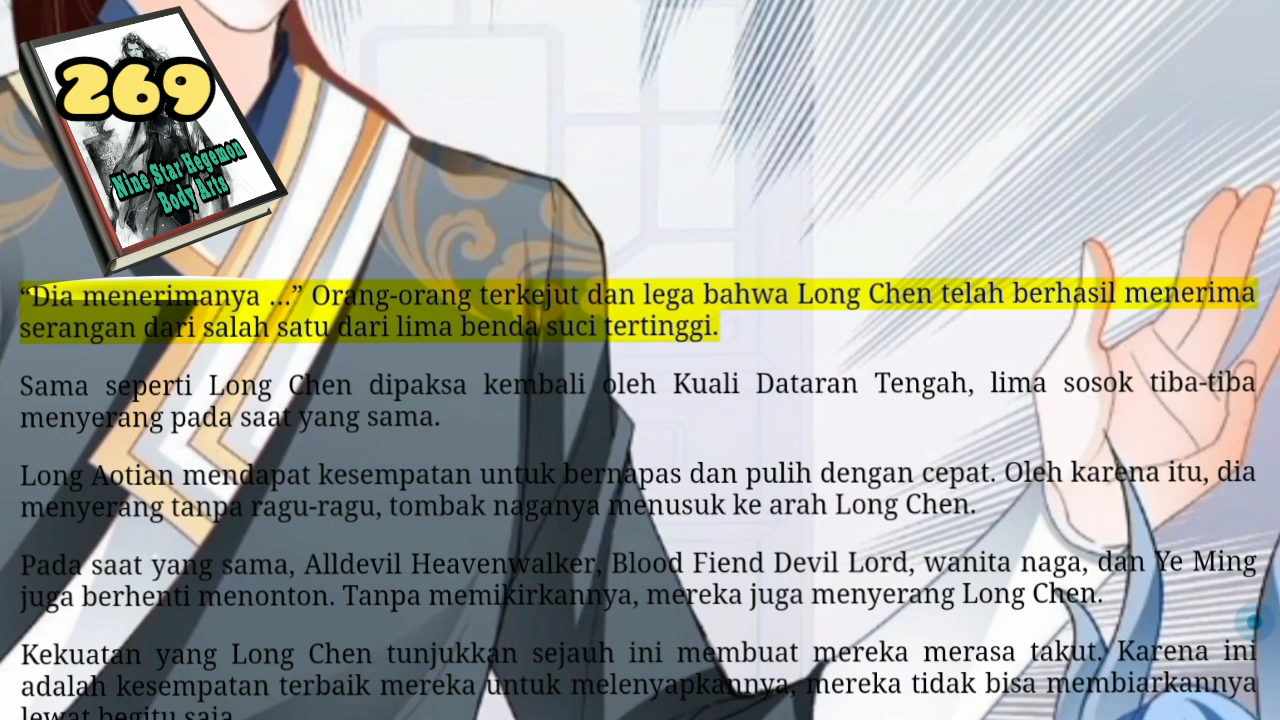 269
Nine Star Hegemon
Body Arts
“Dia menerimanya ...” Orang-orang terkejut dan lega bahwa Long Chen telah berhasil menerima
serangan dari salah satu dari lima benda suci tertinggi.
Sama seperti Long Chen dipaksa kembali oleh Kuali Dataran Tengah, lima sosok tiba-tiba
menyerang pada saat yang sama.
Long Aotian mendapat kesempatan untuk bernapas dan pulih dengan cepat. Oleh karena itu, dia
menyerang tanpa ragu-ragu, tombak naganya menusuk ke arah Long Chen.
Pada saat yang sama, Alldevil Heavenwalker, Blood Fiend Devil Lord, wanita naga, dan Ye Ming
juga berhenti menonton. Tanpa memikirkannya, mereka juga menyerang Long Chen.
Kekuatan yang Long Chen tunjukkan sejauh ini membuat mereka merasa takut. Karena ini
adalah kesempatan terbaik mereka untuk melenyapkannya, mereka tidak bisa membiarkannya
lewat begitu saja.